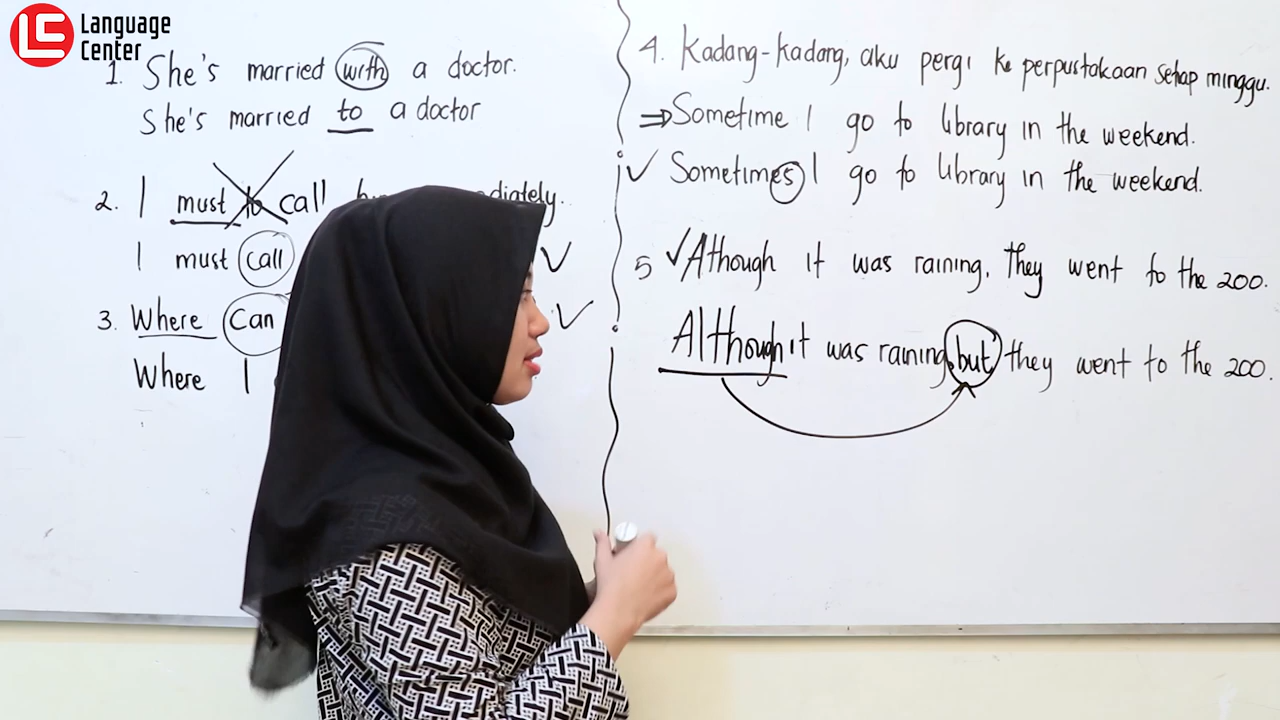 LC Language Center
1. She's married with a doctor.
She's married to a doctor
2. I must to call diately.
I must call ✓
3. Where Can ✓
Where I
4. Kadang-kadang, aku pergi ke perpustakaan setiap minggu.
⇒ Sometime I go to library in the weekend.
✓ Sometimes I go to library in the weekend.
5 ✓ Athough it was raining, they went to the zoo.
Although it was raining, but they went to the zoo.